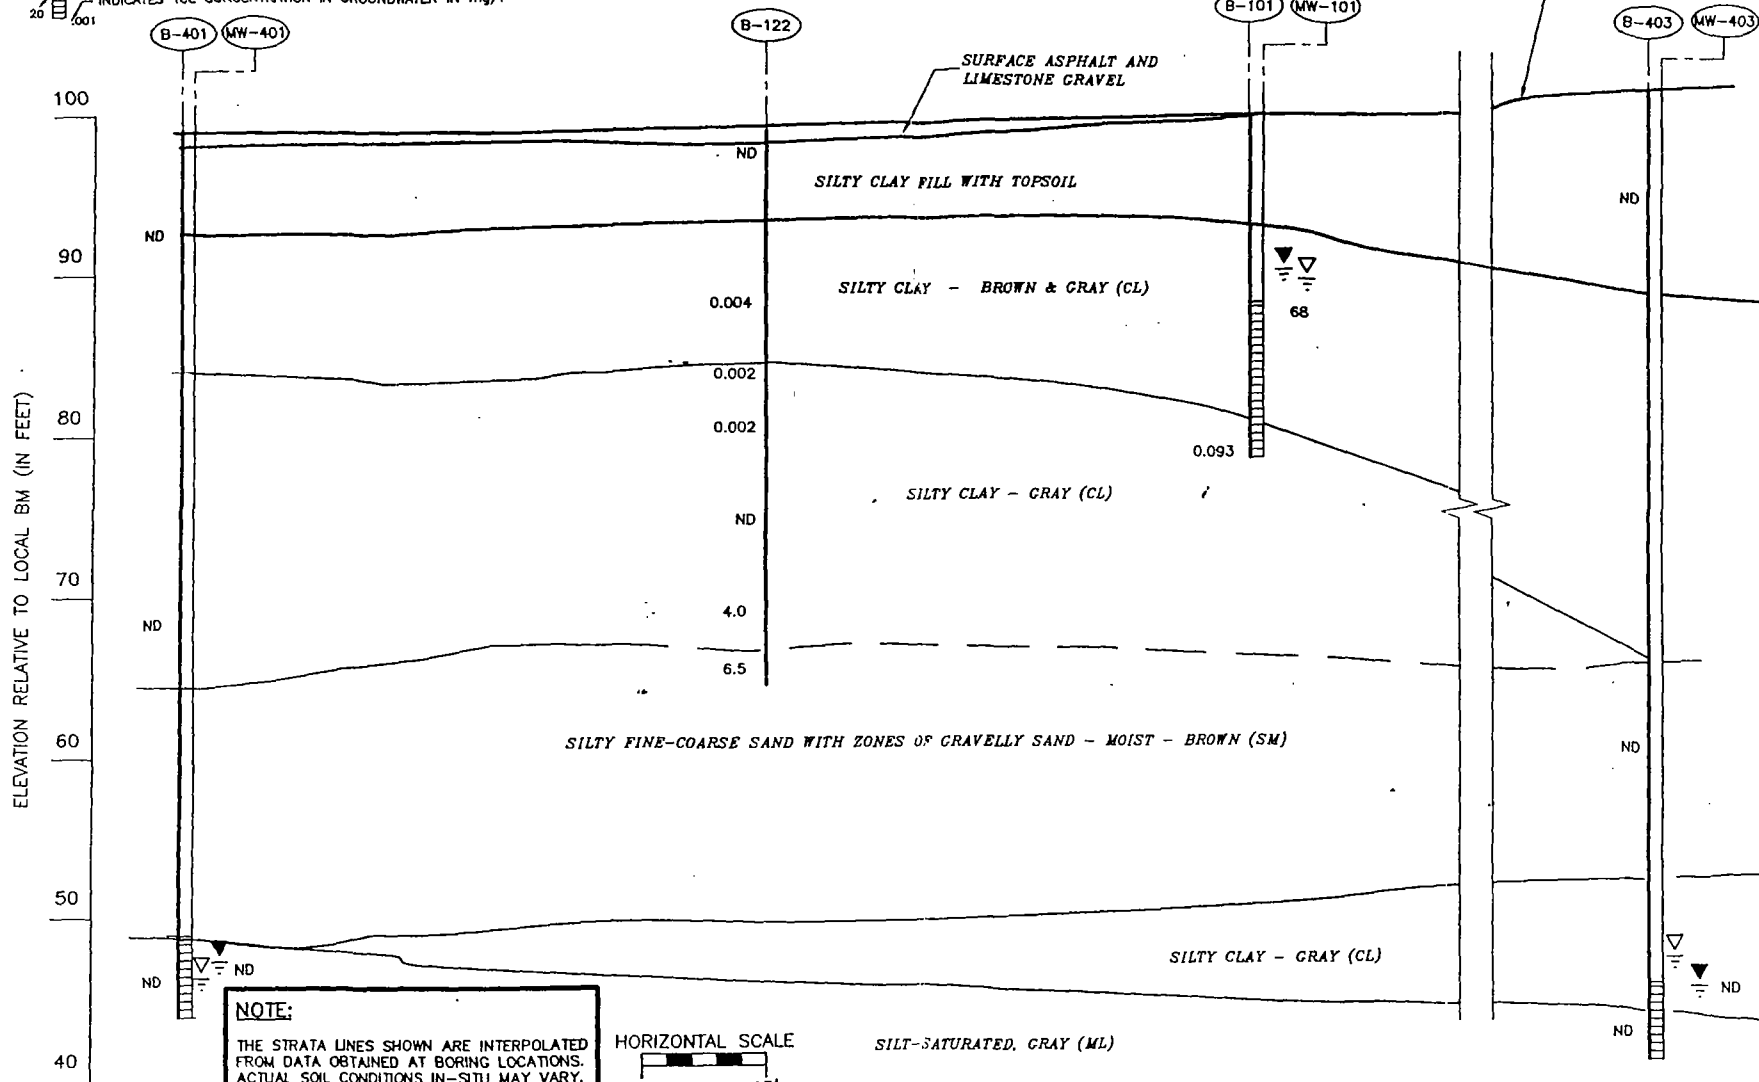 INDICATES TCE CONCENTRATION IN GROUNDWATER IN mg/l
20
.001
B-401
MW-401
B-122
B-101
MW-101
B-403
MW-403
SURFACE ASPHALT AND
LIMESTONE GRAVEL
100
ND
SILTY CLAY FILL WITH TOPSOIL
ND
ND
90
SILTY CLAY - BROWN & GRAY (CL)
0.004
68
0.002
80
0.002
0.093
SILTY CLAY - GRAY (CL)
ND
ELEVATION RELATIVE TO LOCAL BM (IN FEET)
70
4.0
ND
6.5
60
SILTY FINE-COARSE SAND WITH ZONES OF GRAVELLY SAND - MOIST - BROWN (SM)
ND
50
SILTY CLAY - GRAY (CL)
ND
ND
ND
ND
NOTE:
THE STRATA LINES SHOWN ARE INTERPOLATED
FROM DATA OBTAINED AT BORING LOCATIONS.
ACTUAL SOIL CONDITIONS IN-SITU MAY VARY.
HORIZONTAL SCALE
SILT-SATURATED, GRAY (ML)
40